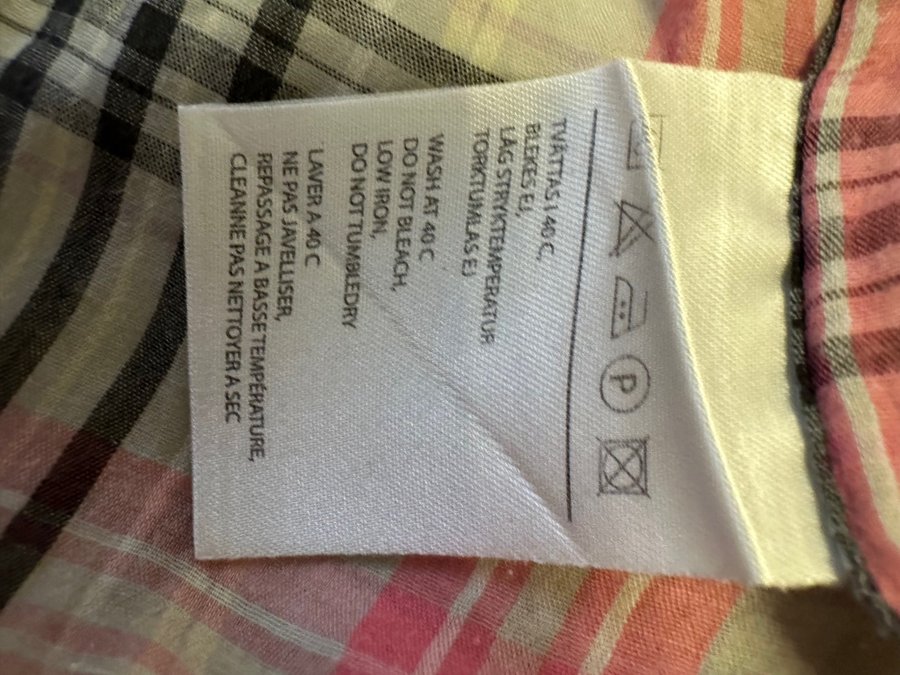 P
TVÄTTAS I 40 C,
BLEKES EJ,
LÅG STRYKTEMPERATUR
TORKTUMLAS EJ
WASH AT 40 C
DO NOT BLEACH,
LOW IRON,
DO NOT TUMBLEDRY
LAVER A 40 C
NE PAS JAVELLISER,
REPASSAGE A BASSE TEMPÉRATURE,
CLEANNE PAS NETTOYER A SEC